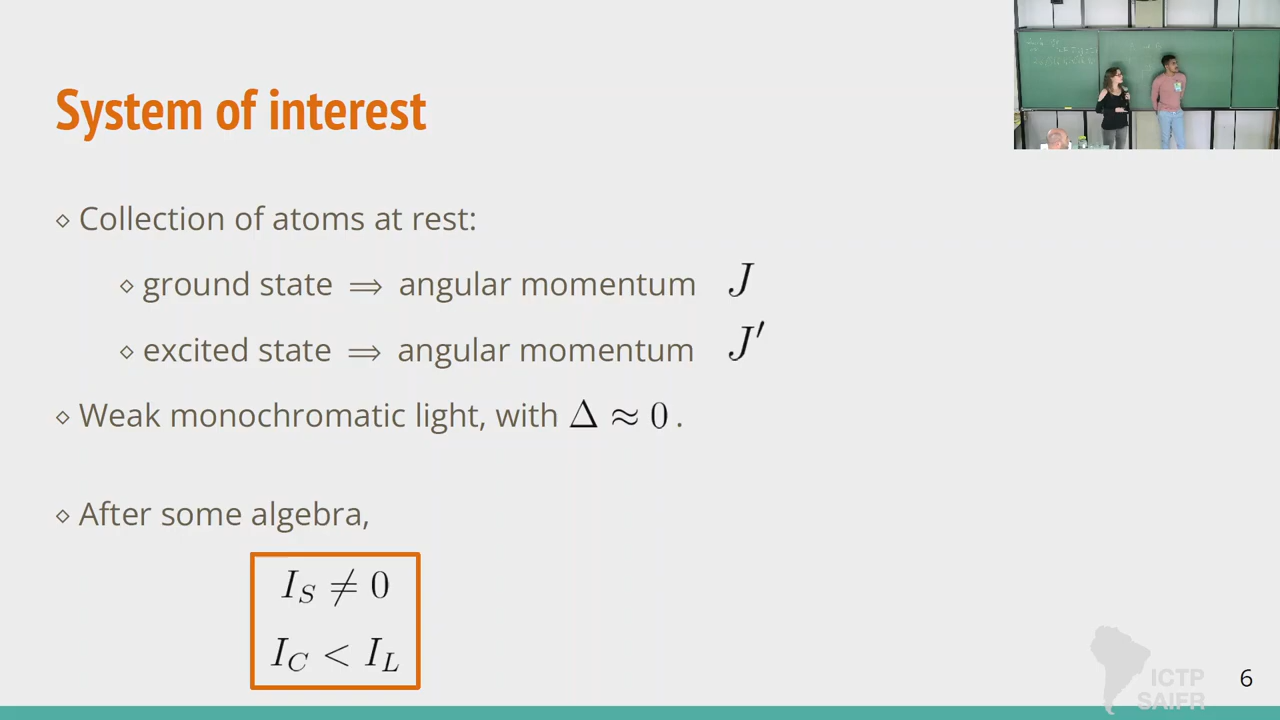 System of interest
⋄ Collection of atoms at rest:
⋄ ground state ⟹ angular momentum J
⋄ excited state ⟹ angular momentum J′
⋄ Weak monochromatic light, with Δ ≈ 0 .
⋄ After some algebra,
I_S ≠ 0
I_C < I_L
ICTP
SAIFR
6